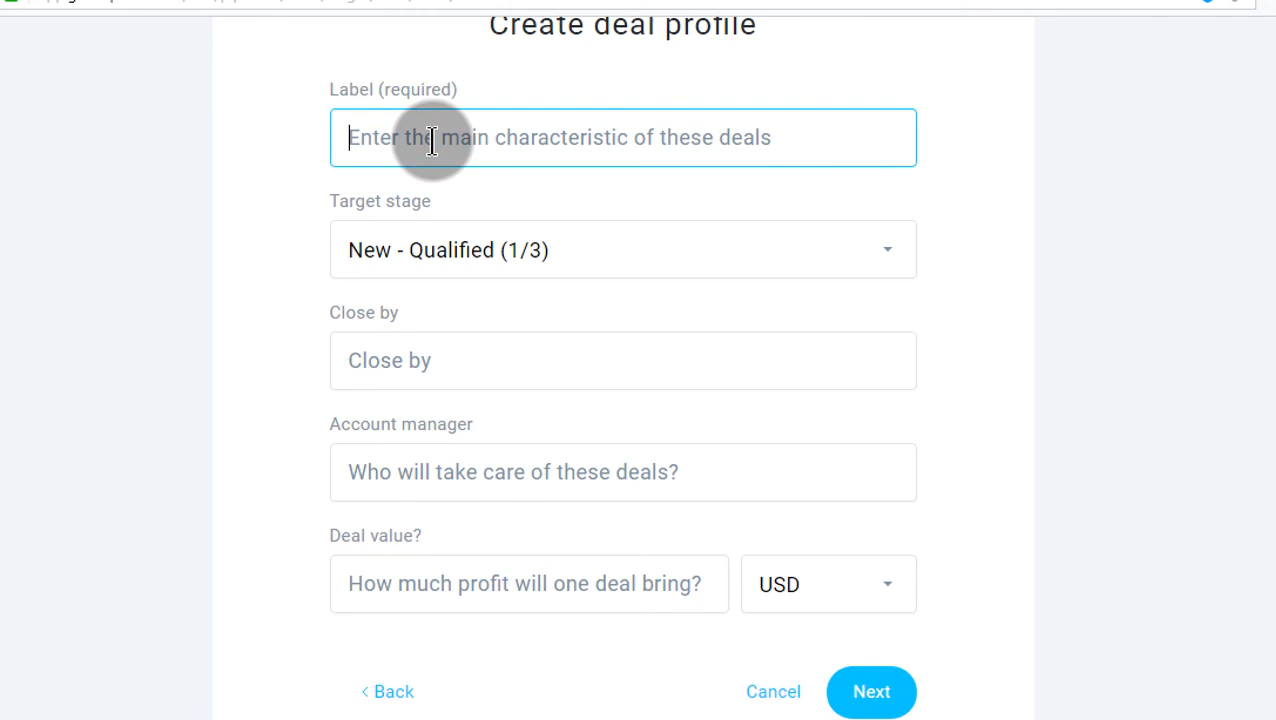 Create deal profile
Label (required)
Enter the main characteristic of these deals
Target stage
New - Qualified (1/3)
Close by
Close by
Account manager
Who will take care of these deals?
Deal value?
How much profit will one deal bring?
USD
< Back
Cancel
Next